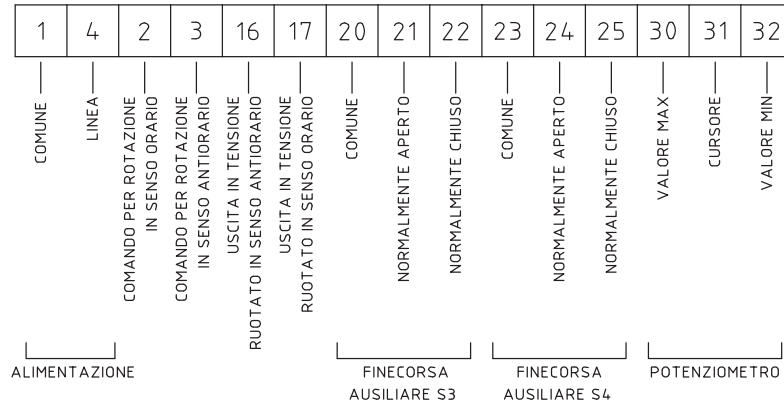 1 4 2 3 16 17 20 21 22 23 24 25 30 31 32
COMUNE
LINEA
COMANDO PER ROTAZIONE
IN SENSO ORARIO
COMANDO PER ROTAZIONE
IN SENSO ANTIORARIO
USCITA IN TENSIONE
RUOTATO IN SENSO ANTIORARIO
USCITA IN TENSIONE
RUOTATO IN SENSO ORARIO
COMUNE
NORMALMENTE APERTO
NORMALMENTE CHIUSO
COMUNE
NORMALMENTE APERTO
NORMALMENTE CHIUSO
VALORE MAX
CURSORE
VALORE MIN
ALIMENTAZIONE
FINECORSA
AUSILIARE S3
FINECORSA
AUSILIARE S4
POTENZIOMETRO